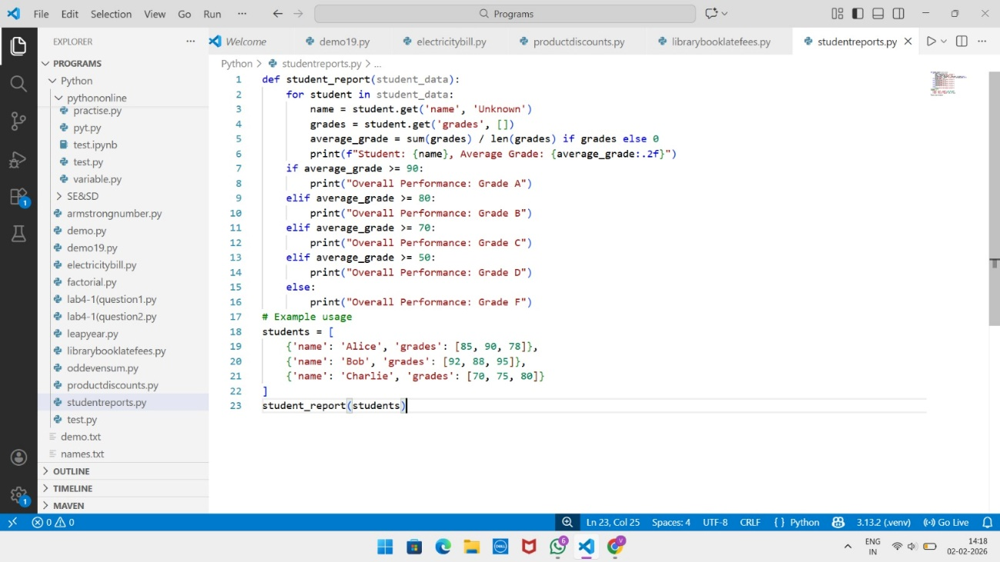 File Edit Selection View Go Run ··· Programs
EXPLORER ···
PROGRAMS
Python
pythononline
practise.py
pyt.py
test.ipynb
test.py
variable.py
SE&SD
armstrongnumber.py
demo.py
demo19.py
electricitybill.py
factorial.py
lab4-1(question1.py
lab4-1(question2.py
leapyear.py
librarybooklatefees.py
oddevensum.py
productdiscounts.py
studentreports.py
test.py
demo.txt
names.txt
OUTLINE
TIMELINE
MAVEN
1
1
Welcome demo19.py electricitybill.py productdiscounts.py librarybooklatefees.py studentreports.py
Python > studentreports.py > ...
1 def student_report(student_data):
2     for student in student_data:
3         name = student.get('name', 'Unknown')
4         grades = student.get('grades', [])
5         average_grade = sum(grades) / len(grades) if grades else 0
6         print(f"Student: {name}, Average Grade: {average_grade:.2f}")
7     if average_grade >= 90:
8         print("Overall Performance: Grade A")
9     elif average_grade >= 80:
10         print("Overall Performance: Grade B")
11     elif average_grade >= 70:
12         print("Overall Performance: Grade C")
13     elif average_grade >= 50:
14         print("Overall Performance: Grade D")
15     else:
16         print("Overall Performance: Grade F")
17 # Example usage
18 students = [
19     {'name': 'Alice', 'grades': [85, 90, 78]},
20     {'name': 'Bob', 'grades': [92, 88, 95]},
21     {'name': 'Charlie', 'grades': [70, 75, 80]}
22 ]
23 student_report(students)
0 0 Ln 23, Col 25 Spaces: 4 UTF-8 CRLF { } Python 3.13.2 (.venv) Go Live
DELL 6 V ENG 14:18
IN 02-02-2026